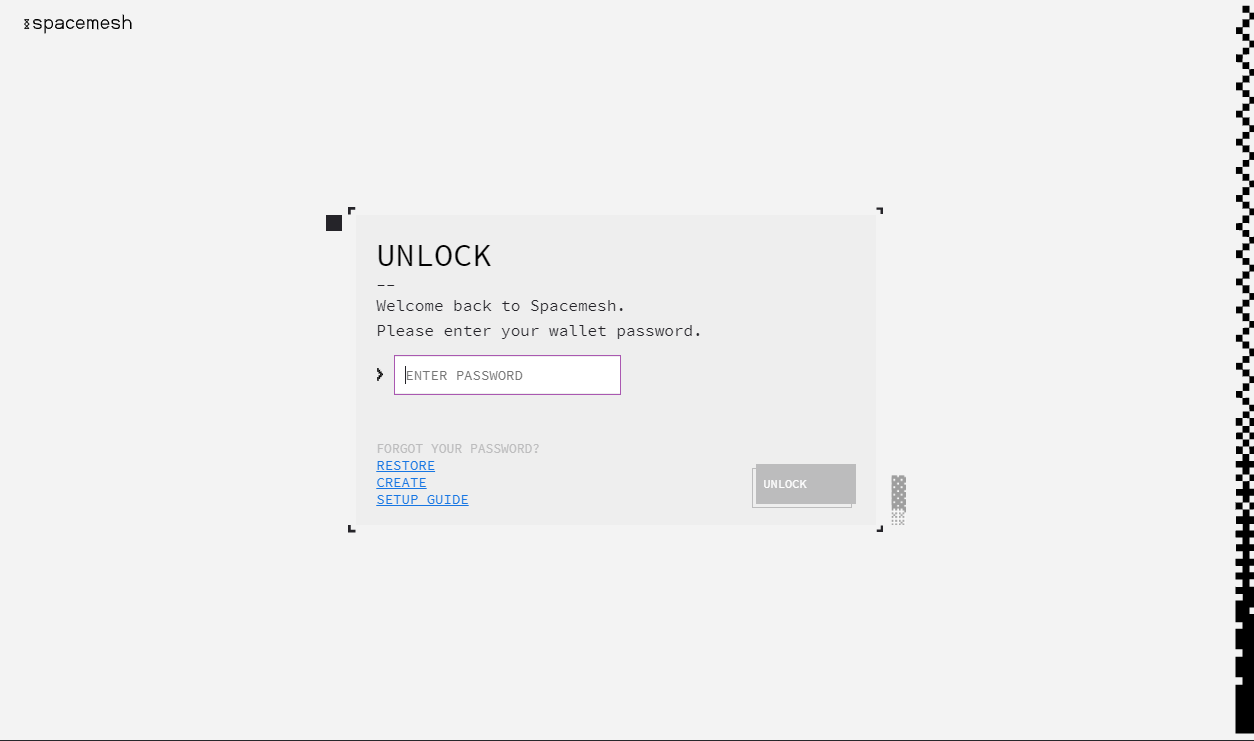 spacemesh
UNLOCK
--
Welcome back to Spacemesh.
Please enter your wallet password.
ENTER PASSWORD
FORGOT YOUR PASSWORD?
RESTORE
CREATE
SETUP GUIDE
UNLOCK